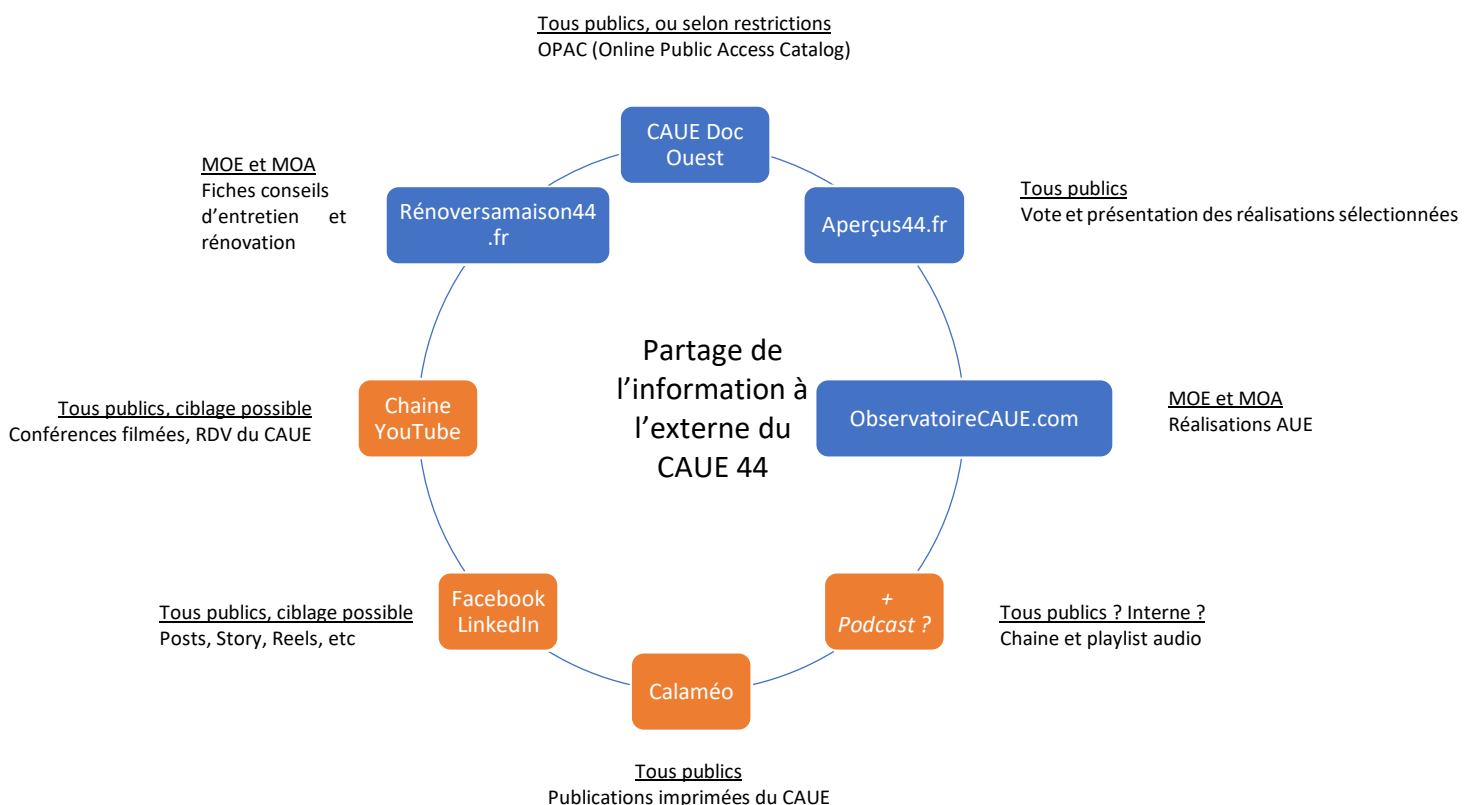 Tous publics, ou selon restrictions
OPAC (Online Public Access Catalog)
CAUE Doc
Ouest
MOE et MOA
Fiches conseils
d’entretien et
rénovation
Rénoversamaison44
.fr
Aperçus44.fr
Tous publics
Vote et présentation des réalisations sélectionnées
Partage de
l’information à
l’externe du
CAUE 44
Tous publics, ciblage possible
Conférences filmées, RDV du CAUE
Chaine
YouTube
ObservatoireCAUE.com
MOE et MOA
Réalisations AUE
Tous publics, ciblage possible
Posts, Story, Reels, etc
Facebook
LinkedIn
+
Podcast ?
Tous publics ? Interne ?
Chaine et playlist audio
Calaméo
Tous publics
Publications imprimées du CAUE